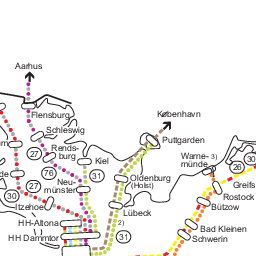 Aarhus
København
Flensburg
Schleswig
Puttgarden
27
Rends-
burg
Kiel
Warne- 3)
münde
26
30
76
31
de
27
Neu-
münster
Oldenburg
(Holst)
Greifs
30
Rostock
Itzehoe
Bützow
Lübeck
HH-Altona
2)
Bad Kleinen
HH Dammtor
31
Schwerin